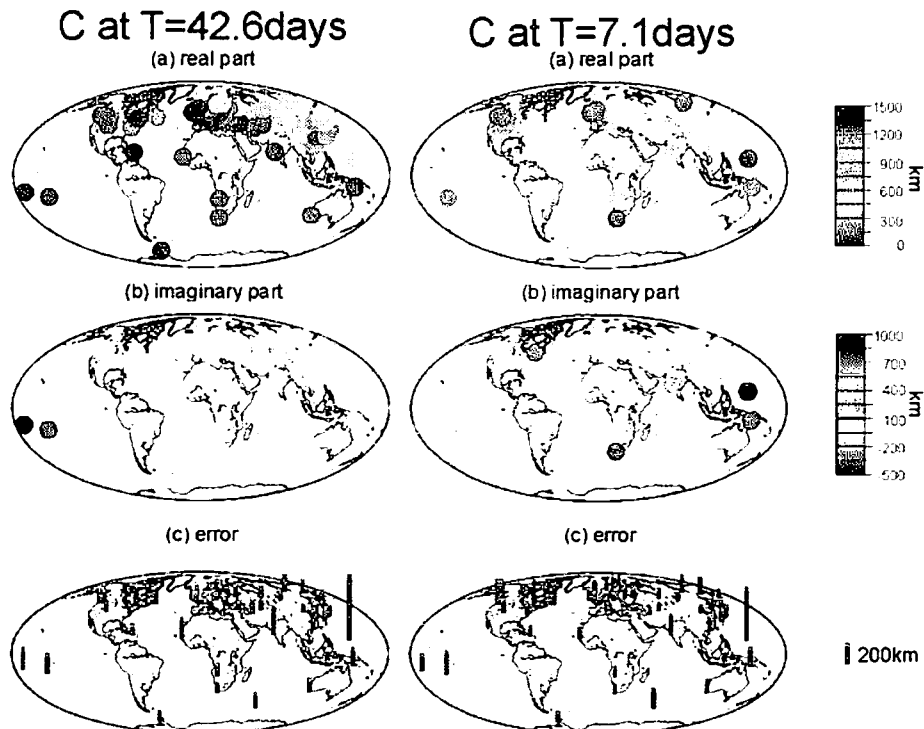 C at T=42.6days
C at T=7.1days
(a) real part
(a) real part
1500
1200
900
600
300
0
km
(b) imaginary part
(b) imaginary part
1000
700
400
100
-200
-500
km
(c) error
(c) error
200km